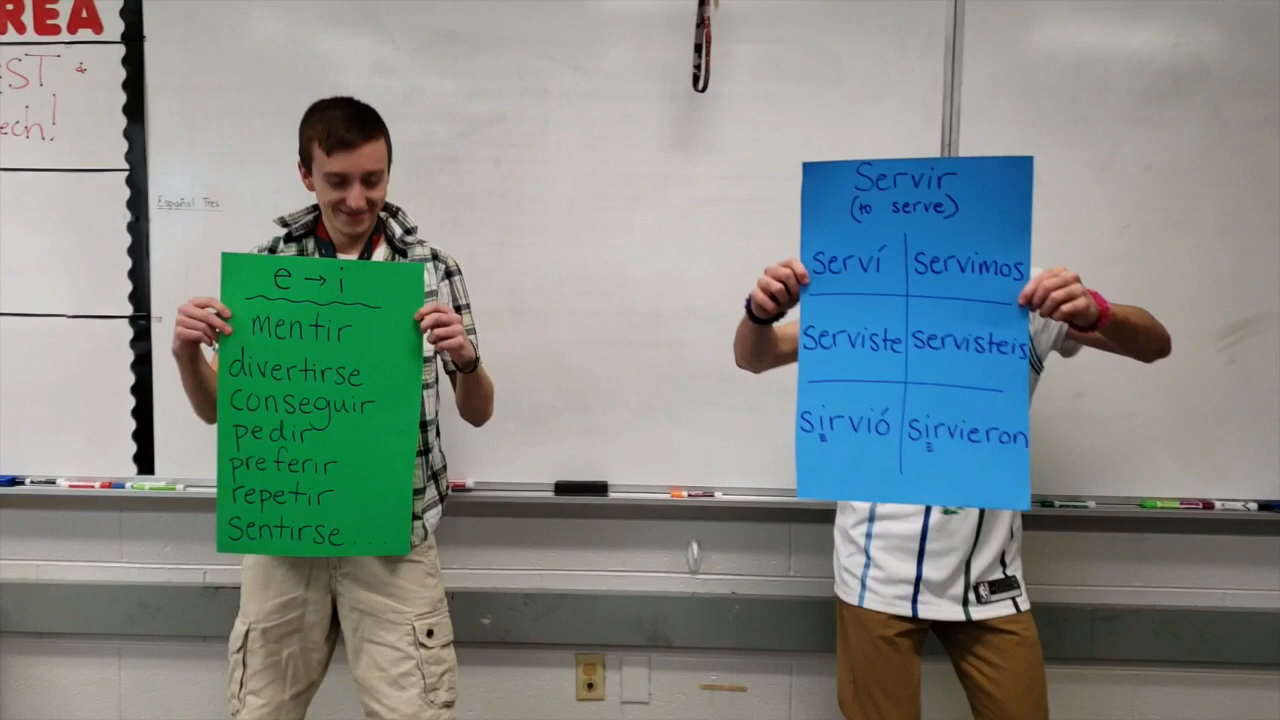 REA
ST &
ech!
Español Tres
e → i
mentir
divertirse
conseguir
pedir
preferir
repetir
Sentirse...
Servir
(to serve)
serví servimos
serviste servisteis
sirvió sirvieron